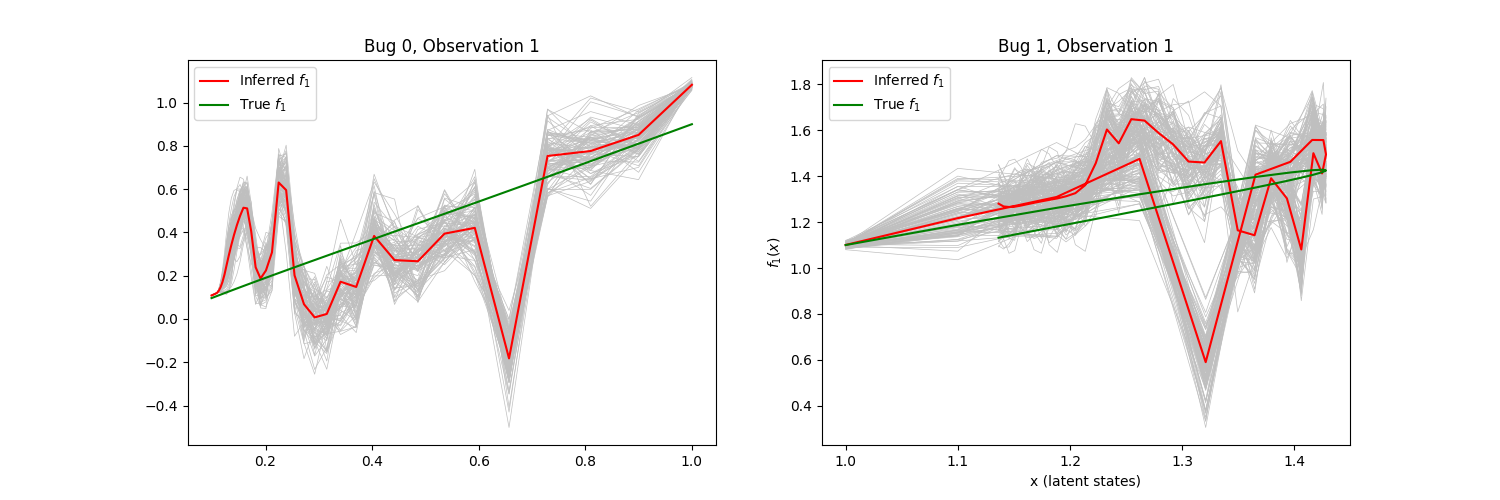 Bug 0, Observation 1
Inferred f₁
True f₁
1.0
0.8
0.6
0.4
0.2
0.0
−0.2
−0.4
0.2 0.4 0.6 0.8 1.0
Bug 1, Observation 1
Inferred f₁
True f₁
1.8
1.6
1.4
1.2
1.0
0.8
0.6
0.4
f₁(x)
1.0 1.1 1.2 1.3 1.4
x (latent states)